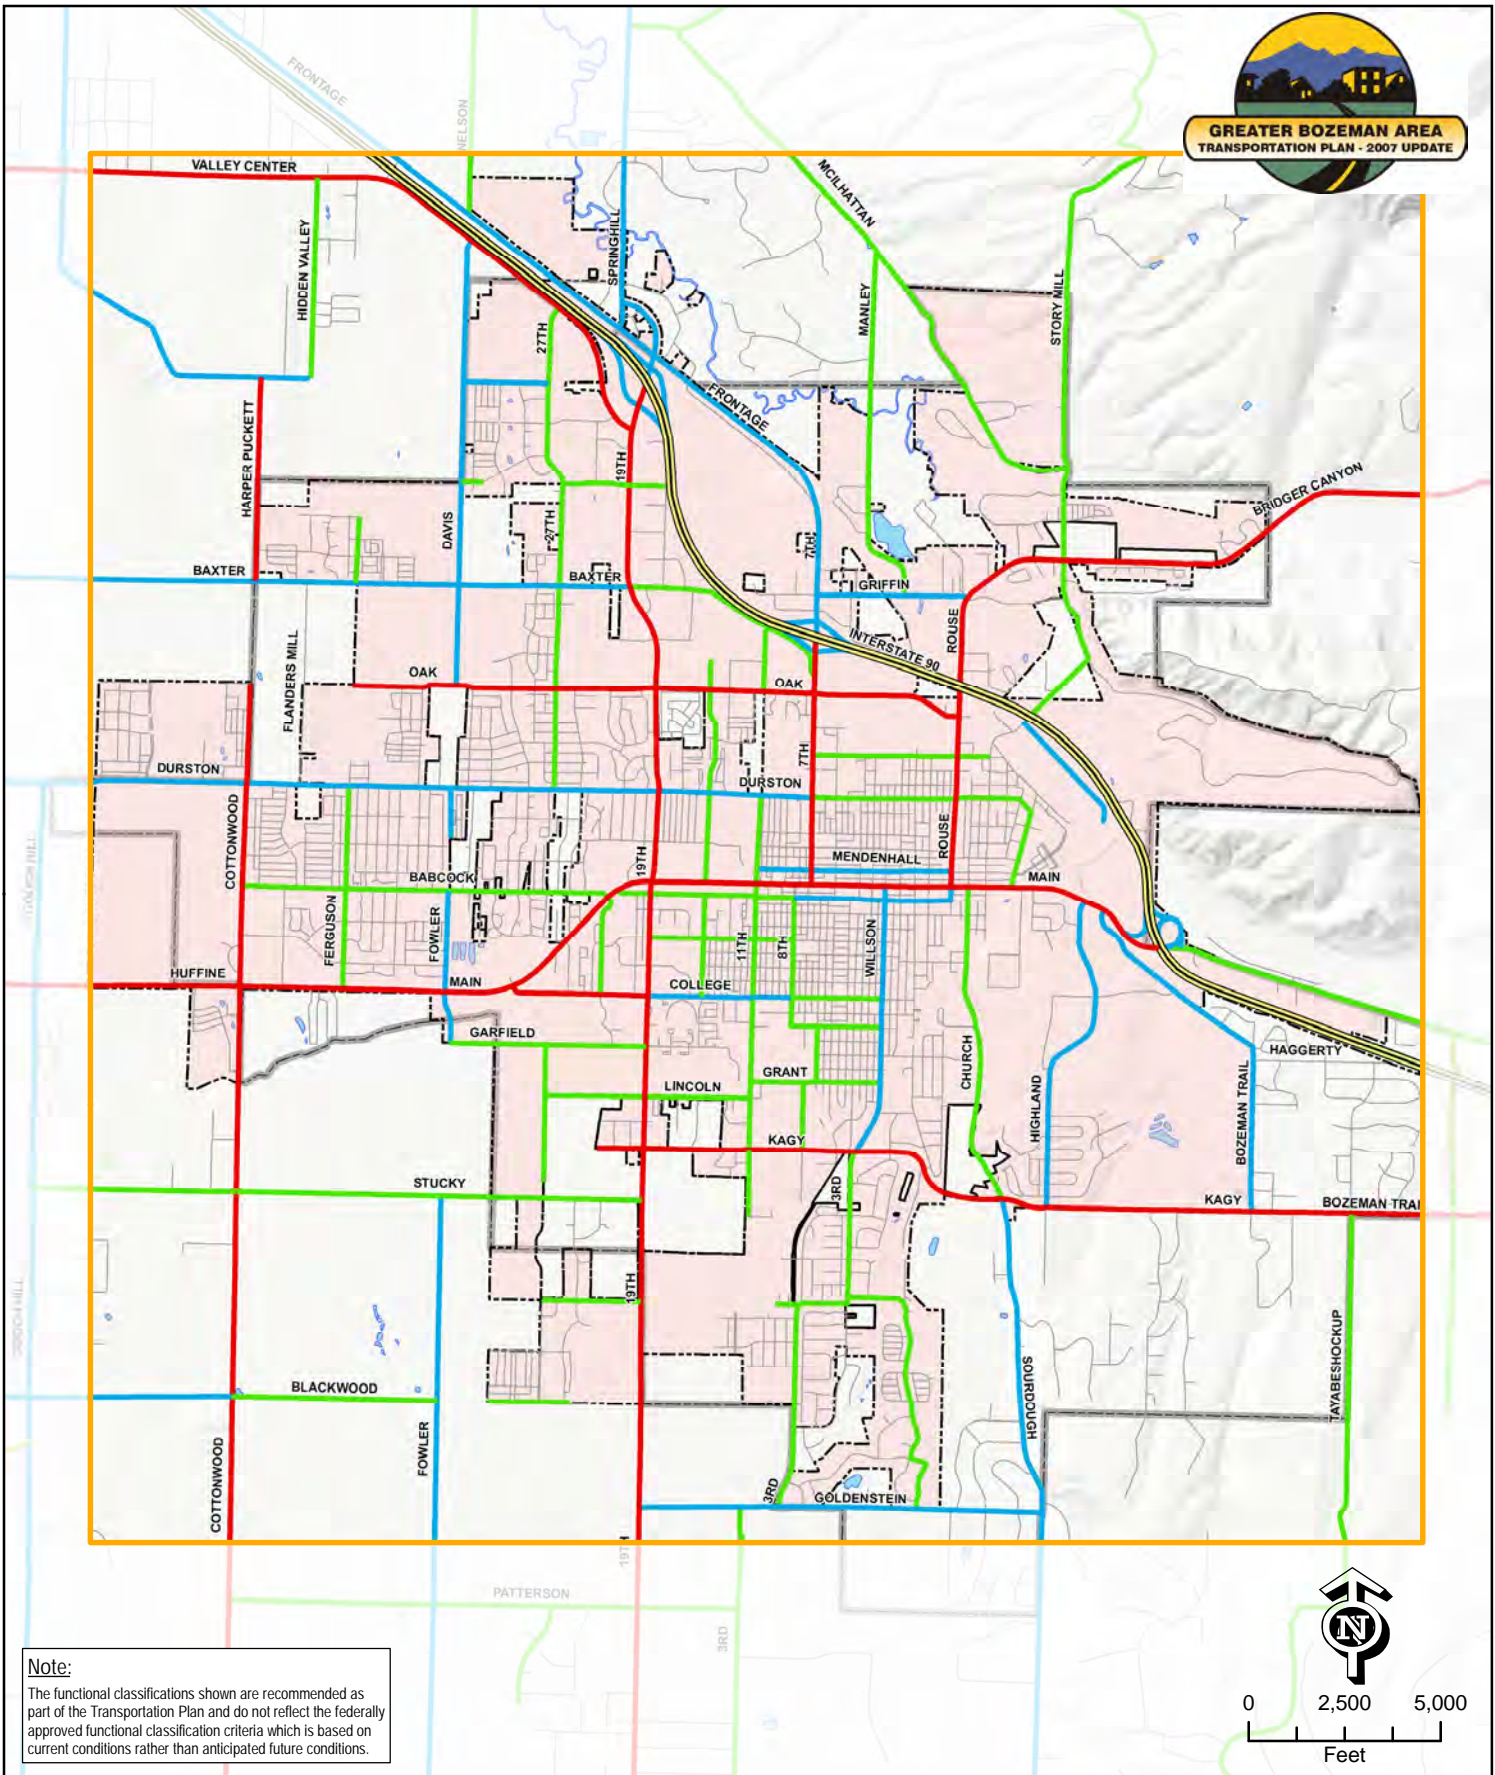 GREATER BOZEMAN AREA
TRANSPORTATION PLAN - 2007 UPDATE
FRONTAGE
NELSON
VALLEY CENTER
MCILHATTAN
HIDDEN VALLEY
SPRINGHILL
STORY MILL
MANLEY
27TH
FRONTAGE
HARPER PUCKETT
19TH
BRIDGER CANYON
DAVIS
27TH
7TH
BAXTER
BAXTER
GRIFFIN
ROUSE
INTERSTATE 90
FLANDERS MILL
OAK
OAK
7TH
DURSTON
DURSTON
COTTONWOOD
ROUSE
19TH
MENDENHALL
BABCOCK
MAIN
FERGUSON
FOWLER
11TH
8TH
WILLSON
HUFFINE
MAIN
COLLEGE
GARFIELD
CHURCH
HAGGERTY
GRANT
LINCOLN
HIGHLAND
BOZEMAN TRAIL
KAGY
STUCKY
3RD
KAGY
BOZEMAN TRAI
19TH
TAYABESHOCKUP
SOURDOUGH
BLACKWOOD
COTTONWOOD
FOWLER
3RD
GOLDENSTEIN
19TH
PATTERSON
3RD
N
Note:
The functional classifications shown are recommended as
part of the Transportation Plan and do not reflect the federally
approved functional classification criteria which is based on
current conditions rather than anticipated future conditions.
0 2,500 5,000
Feet